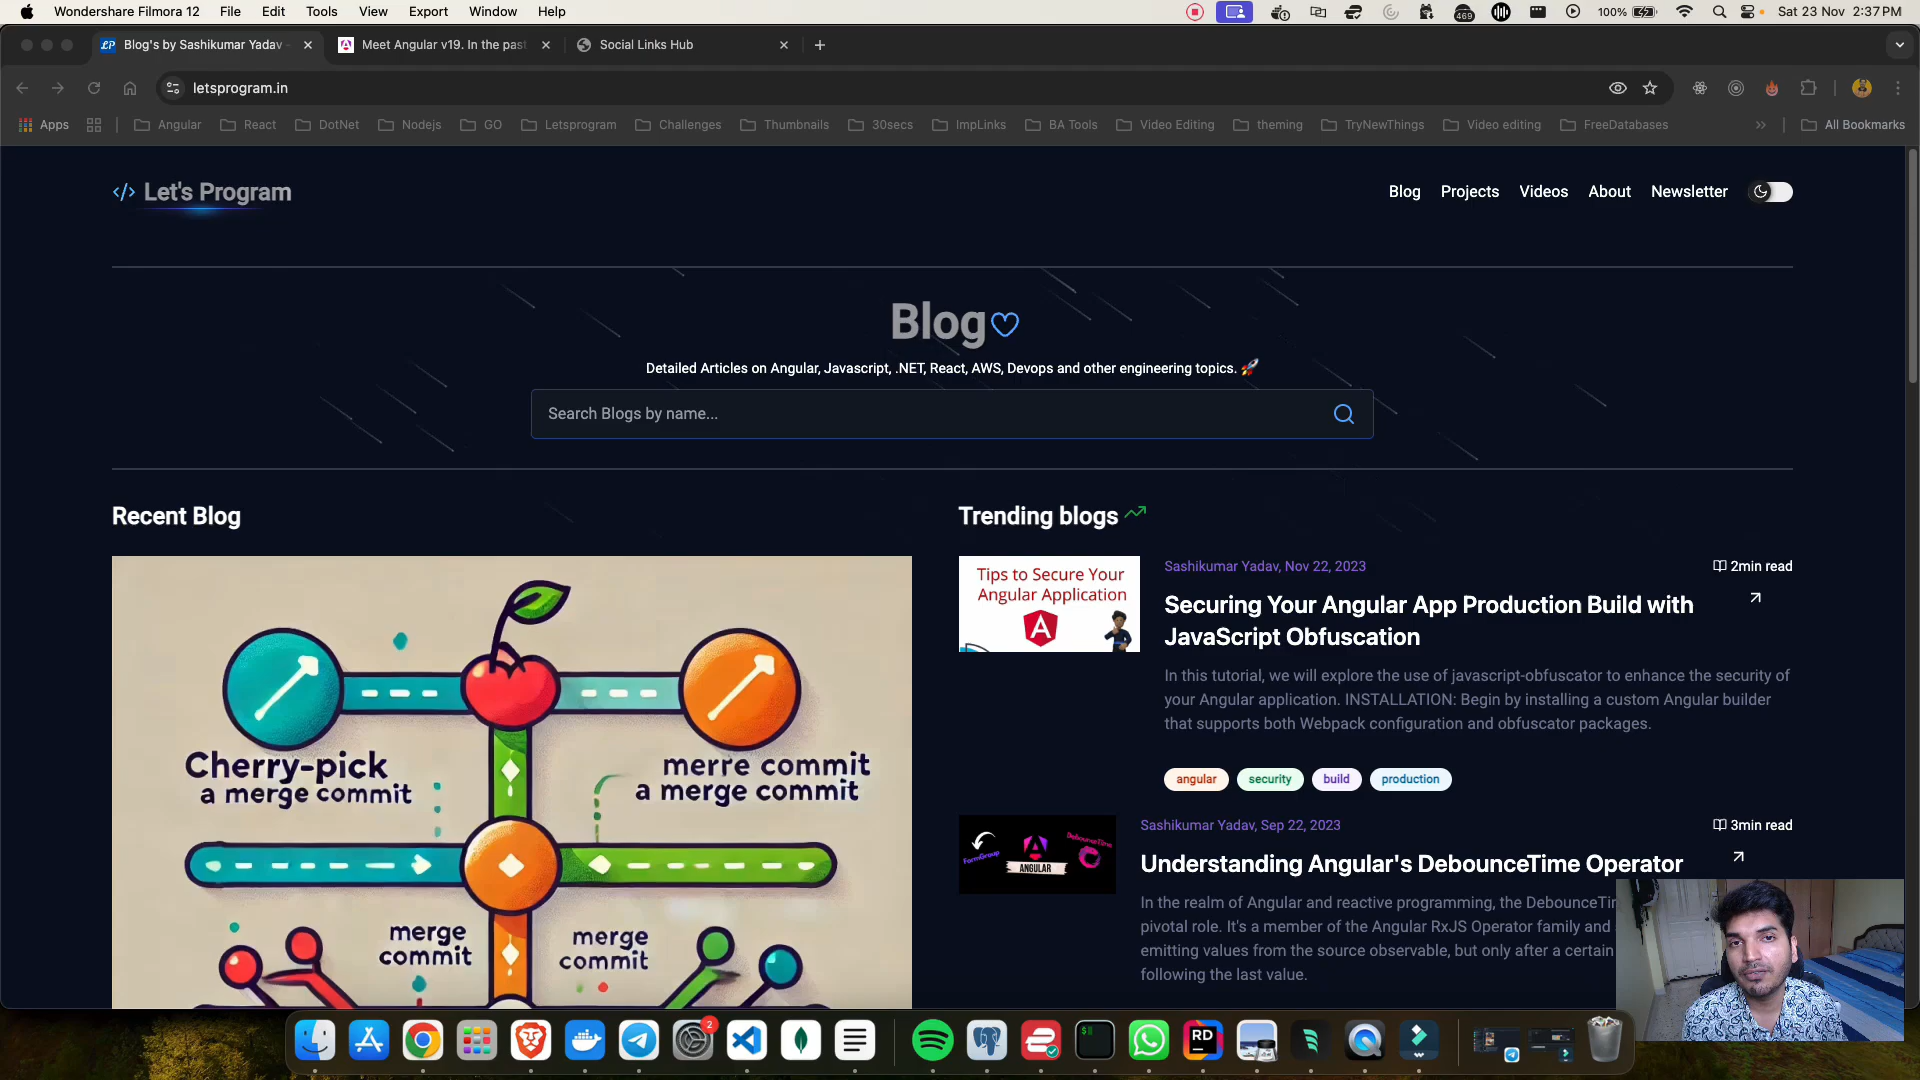 Wondershare Filmora 12 File Edit Tools View Export Window Help
469 100% Sat 23 Nov 2:37 PM
Blog's by Sashikumar Yadav
Meet Angular v19. In the past
Social Links Hub
letsprogram.in
Apps Angular React DotNet Nodejs GO Letsprogram Challenges Thumbnails 30secs ImpLinks BA Tools Video Editing theming TryNewThings Video editing FreeDatabases All Bookmarks
</> Let's Program
Blog Projects Videos About Newsletter
Blog
Detailed Articles on Angular, Javascript, .NET, React, AWS, Devops and other engineering topics. 🚀
Search Blogs by name...
Recent Blog
Cherry-pick
a merge commit
merre commit
a merge commit
merge
commit
merge
commit
Trending blogs
Tips to Secure Your
Angular Application
Sashikumar Yadav, Nov 22, 2023
2min read
Securing Your Angular App Production Build with
JavaScript Obfuscation
In this tutorial, we will explore the use of javascript-obfuscator to enhance the security of
your Angular application. INSTALLATION: Begin by installing a custom Angular builder
that supports both Webpack configuration and obfuscator packages.
angular security build production
FormGroup
DebounceTime
ANGULAR
Sashikumar Yadav, Sep 22, 2023
3min read
Understanding Angular's DebounceTime Operator
In the realm of Angular and reactive programming, the DebounceTi
pivotal role. It's a member of the Angular RxJS Operator family and
emitting values from the source observable, but only after a certain
following the last value.
2
RD